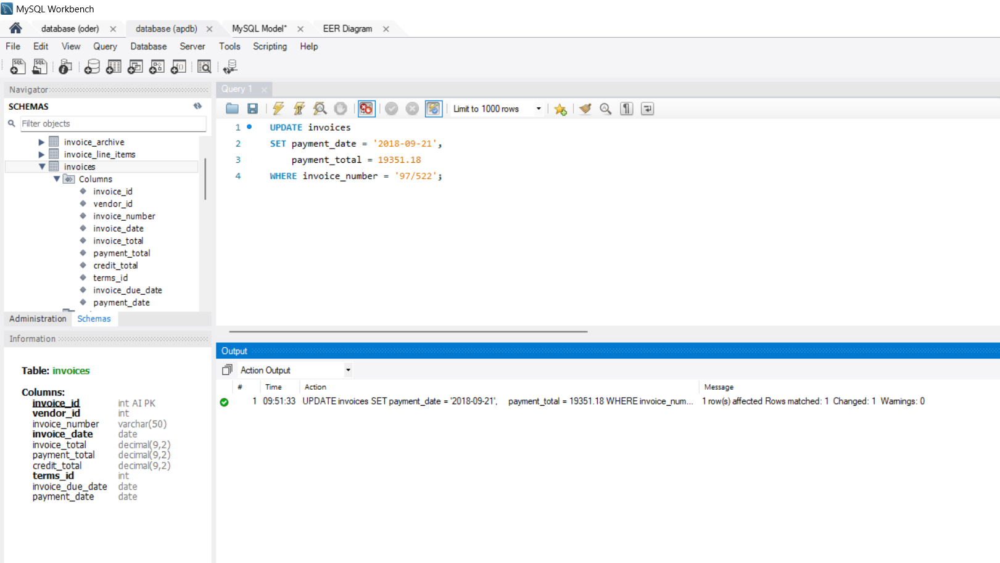 MySQL Workbench
database (oder)
database (apdb)
MySQL Model*
EER Diagram
File Edit View Query Database Server Tools Scripting Help
Navigator
SCHEMAS
Filter objects
invoice_archive
invoice_line_items
invoices
Columns
invoice_id
vendor_id
invoice_number
invoice_date
invoice_total
payment_total
credit_total
terms_id
invoice_due_date
payment_date
Administration Schemas
Information
Table: invoices
Columns:
invoice_id int AI PK
vendor_id int
invoice_number varchar(50)
invoice_date date
invoice_total decimal(9,2)
payment_total decimal(9,2)
credit_total decimal(9,2)
terms_id int
invoice_due_date date
payment_date date
Query 1
Limit to 1000 rows
1 UPDATE invoices
2 SET payment_date = '2018-09-21',
3 payment_total = 19351.18
4 WHERE invoice_number = '97/522';
Output
Action Output
# Time Action Message
1 09:51:33 UPDATE invoices SET payment_date = '2018-09-21', payment_total = 19351.18 WHERE invoice_num... 1 row(s) affected Rows matched: 1 Changed: 1 Warnings: 0